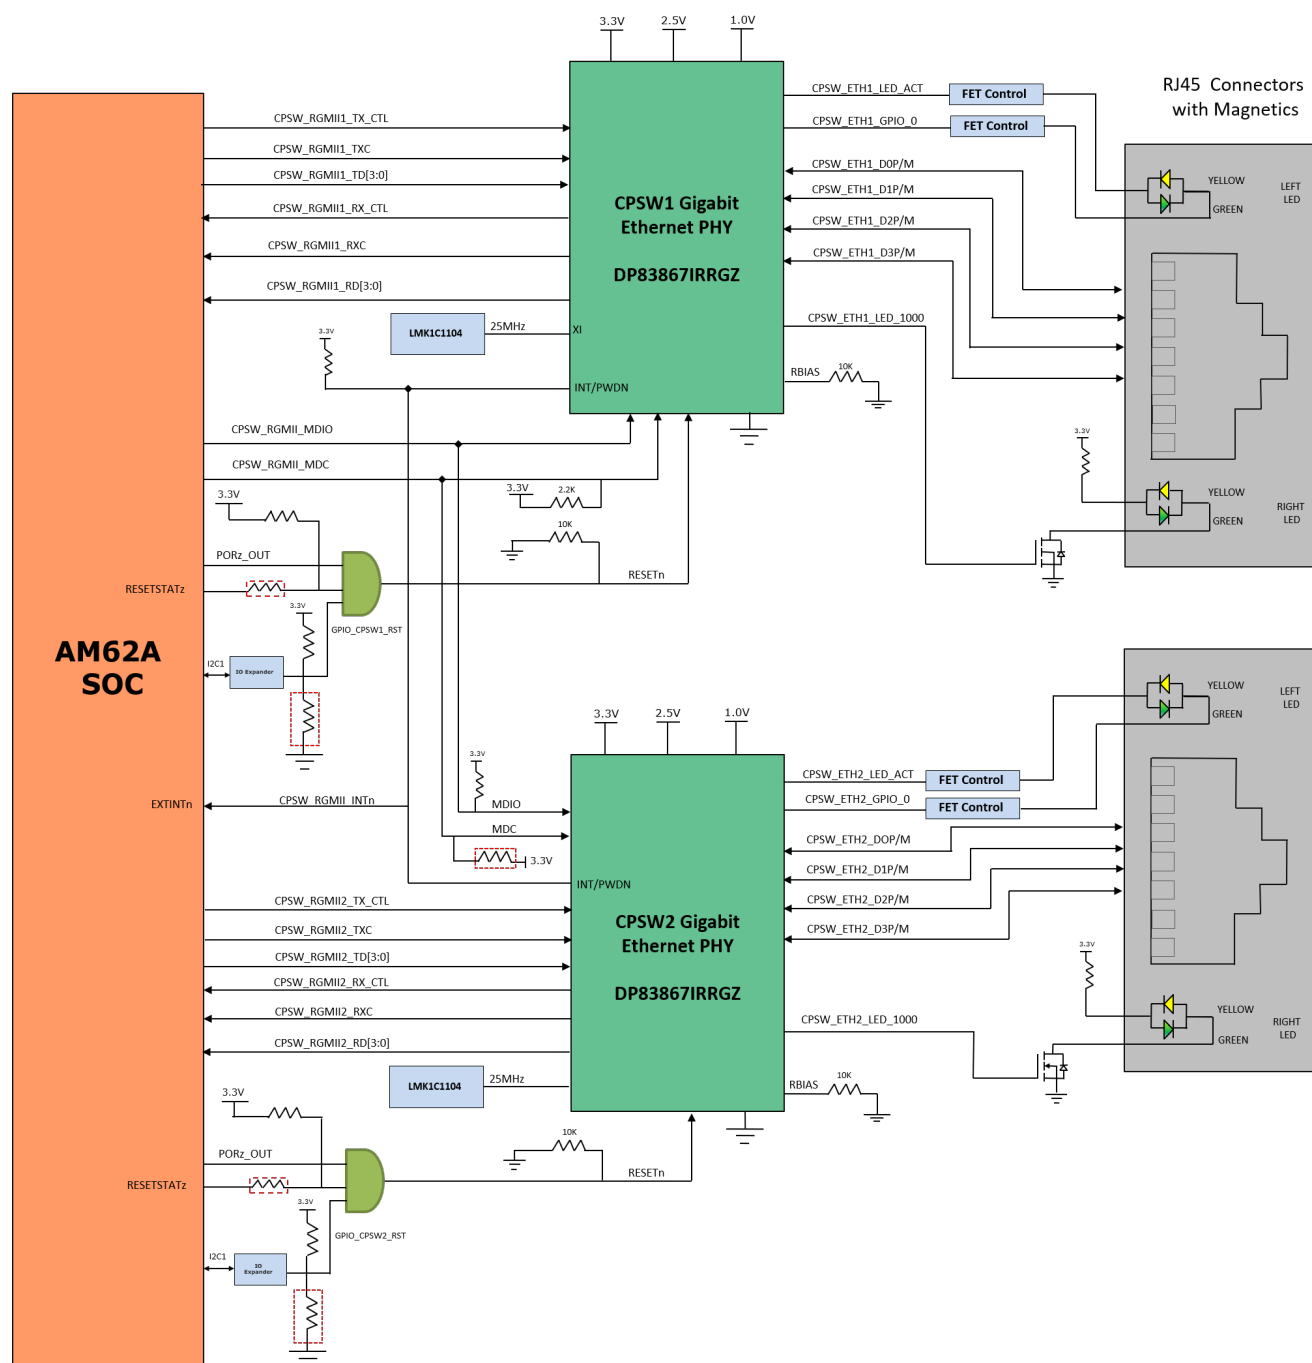 3.3V
2.5V
1.0V
RJ45 Connectors
with Magnetics
CPSW_ETH1_LED_ACT
FET Control
CPSW_ETH1_GPIO_0
FET Control
CPSW_RGMII1_TX_CTL
CPSW_RGMII1_TXC
CPSW_RGMII1_TD[3:0]
CPSW_RGMII1_RX_CTL
CPSW_RGMII1_RXC
CPSW_RGMII1_RD[3:0]
CPSW1 Gigabit
Ethernet PHY
DP83867IRRGZ
CPSW_ETH1_D0P/M
CPSW_ETH1_D1P/M
CPSW_ETH1_D2P/M
CPSW_ETH1_D3P/M
YELLOW
GREEN
LEFT
LED
LMK1C1104
25MHz
XI
CPSW_ETH1_LED_1000
3.3V
INT/PWDN
RBIAS
10K
CPSW_RGMII_MDIO
CPSW_RGMII_MDC
3.3V
3.3V
2.2K
10K
3.3V
YELLOW
GREEN
RIGHT
LED
PORz_OUT
RESETSTATz
RESETn
3.3V
GPIO_CPSW1_RST
AM62A
SOC
I2C1
IO Expander
3.3V
2.5V
1.0V
YELLOW
GREEN
LEFT
LED
3.3V
CPSW_ETH2_LED_ACT
FET Control
CPSW_ETH2_GPIO_0
FET Control
EXTINTn
CPSW_RGMII_INTn
MDIO
MDC
3.3V
INT/PWDN
CPSW_ETH2_DOP/M
CPSW_ETH2_D1P/M
CPSW_ETH2_D2P/M
CPSW_ETH2_D3P/M
CPSW_RGMII2_TX_CTL
CPSW_RGMII2_TXC
CPSW_RGMII2_TD[3:0]
CPSW_RGMII2_RX_CTL
CPSW_RGMII2_RXC
CPSW_RGMII2_RD[3:0]
CPSW2 Gigabit
Ethernet PHY
DP83867IRRGZ
3.3V
YELLOW
GREEN
RIGHT
LED
CPSW_ETH2_LED_1000
LMK1C1104
25MHz
RBIAS
10K
3.3V
10K
PORz_OUT
RESETSTATz
RESETn
3.3V
GPIO_CPSW2_RST
I2C1
IO
Expander